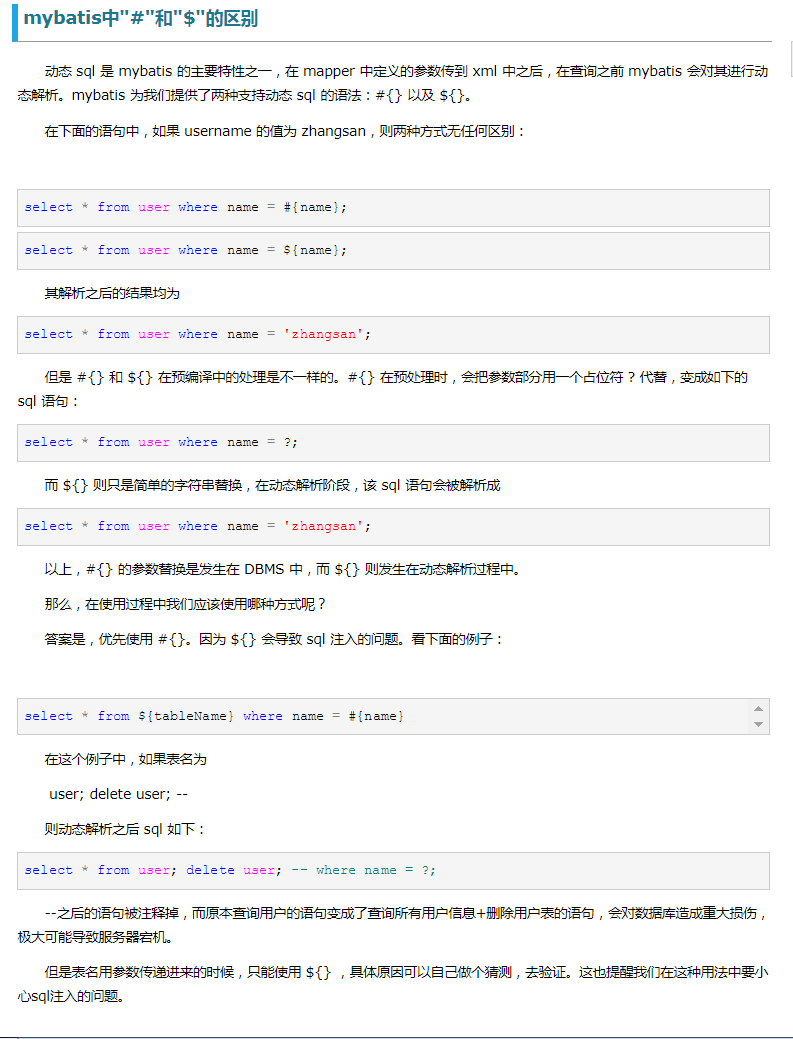 mybatis中"#"和"$"的区别
动态 sql 是 mybatis 的主要特性之一，在 mapper 中定义的参数传到 xml 中之后，在查询之前 mybatis 会对其进行动
态解析。mybatis 为我们提供了两种支持动态 sql 的语法：#{} 以及 ${}。
在下面的语句中，如果 username 的值为 zhangsan，则两种方式无任何区别：
select * from user where name = #{name};
select * from user where name = ${name};
其解析之后的结果均为
select * from user where name = 'zhangsan';
但是 #{} 和 ${} 在预编译中的处理是不一样的。#{} 在预处理时，会把参数部分用一个占位符 ? 代替，变成如下的
sql 语句：
select * from user where name = ?;
而 ${} 则只是简单的字符串替换，在动态解析阶段，该 sql 语句会被解析成
select * from user where name = 'zhangsan';
以上，#{} 的参数替换是发生在 DBMS 中，而 ${} 则发生在动态解析过程中。
那么，在使用过程中我们应该使用哪种方式呢？
答案是，优先使用 #{}。因为 ${} 会导致 sql 注入的问题。看下面的例子：
select * from ${tableName} where name = #{name}
在这个例子中，如果表名为
user; delete user; --
则动态解析之后 sql 如下：
select * from user; delete user; -- where name = ?;
--之后的语句被注释掉，而原本查询用户的语句变成了查询所有用户信息+删除用户表的语句，会对数据库造成重大损伤，
极大可能导致服务器宕机。
但是表名用参数传递进来的时候，只能使用 ${} ，具体原因可以自己做个猜测，去验证。这也提醒我们在这种用法中要小
心sql注入的问题。